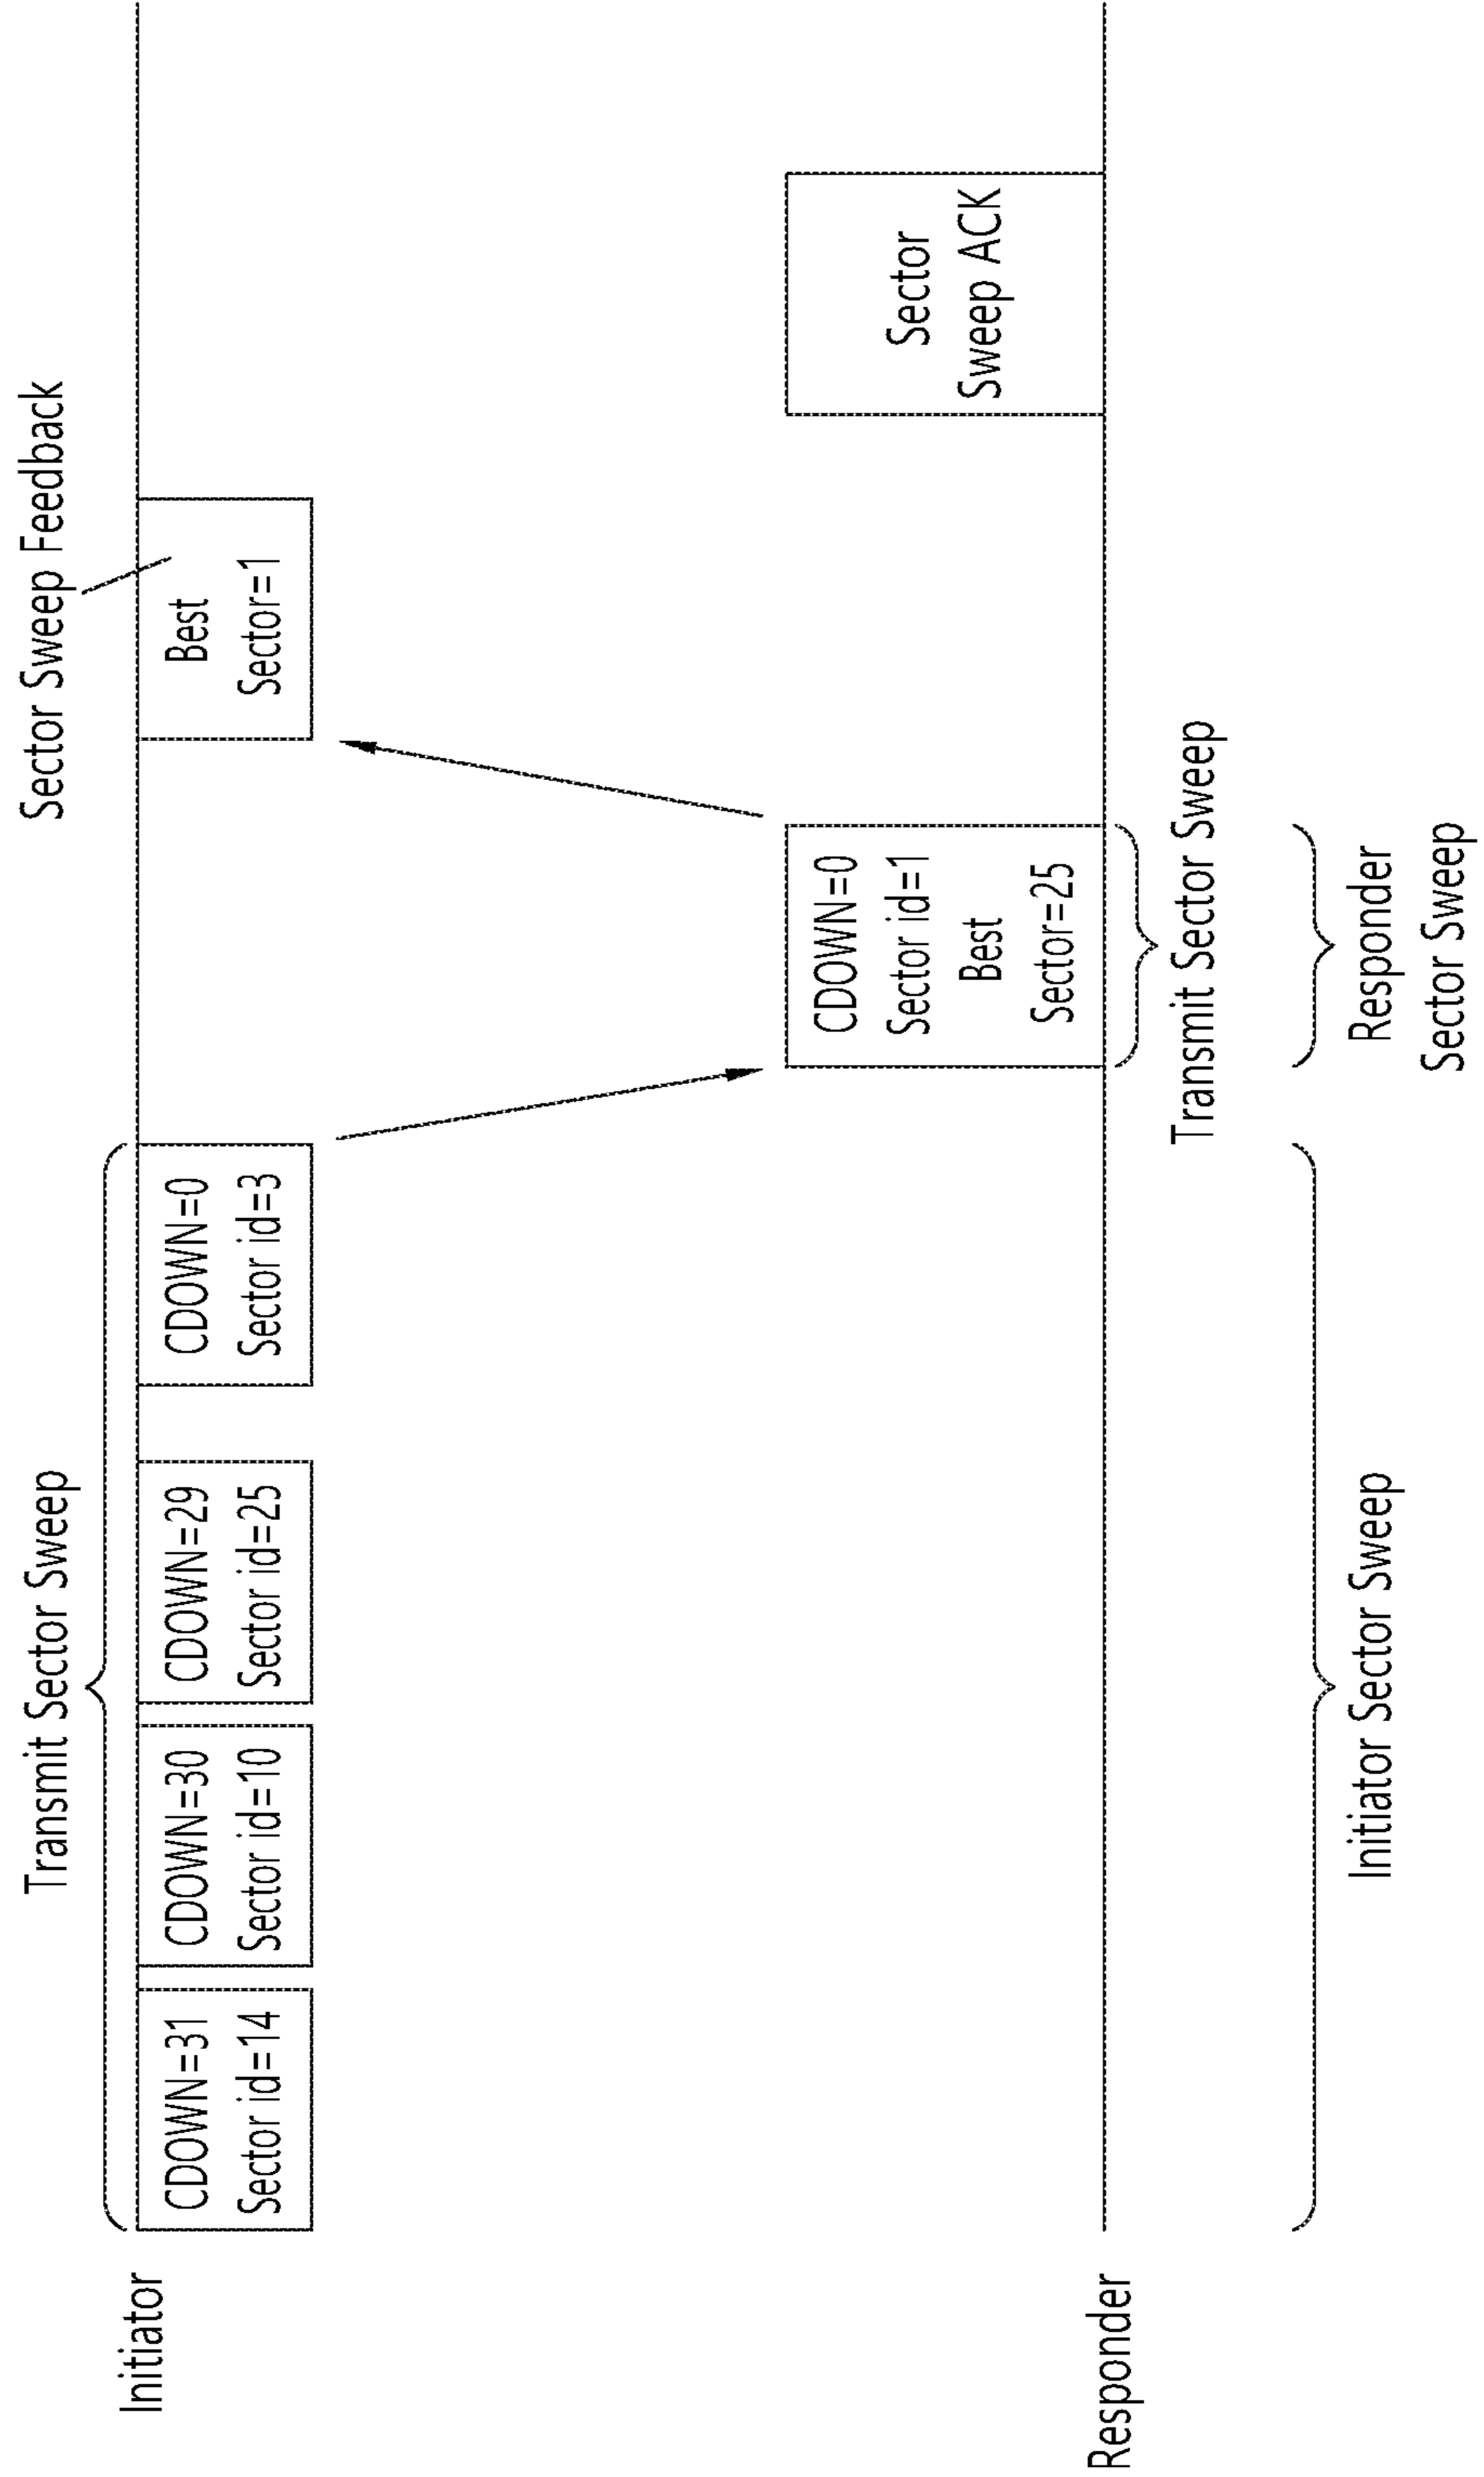 Transmit Sector Sweep
Sector Sweep Feedback
Initiator
CDOWN=31
Sector id=14
CDOWN=30
Sector id=10
CDOWN=29
Sector id=25
CDOWN=0
Sector id=3
Best
Sector=1
CDOWN=0
Sector id=1
Best
Sector=25
Sector
Sweep ACK
Responder
Transmit Sector Sweep
Initiator Sector Sweep
Responder
Sector Sweep